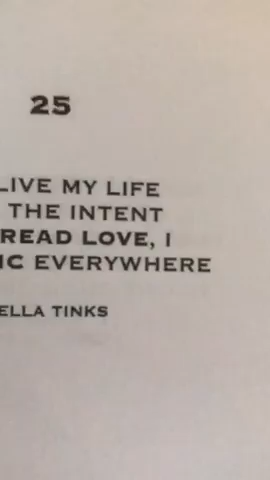 25
LIVE MY LIFE
THE INTENT
READ LOVE, I
IC EVERYWHERE
ELLA TINKS